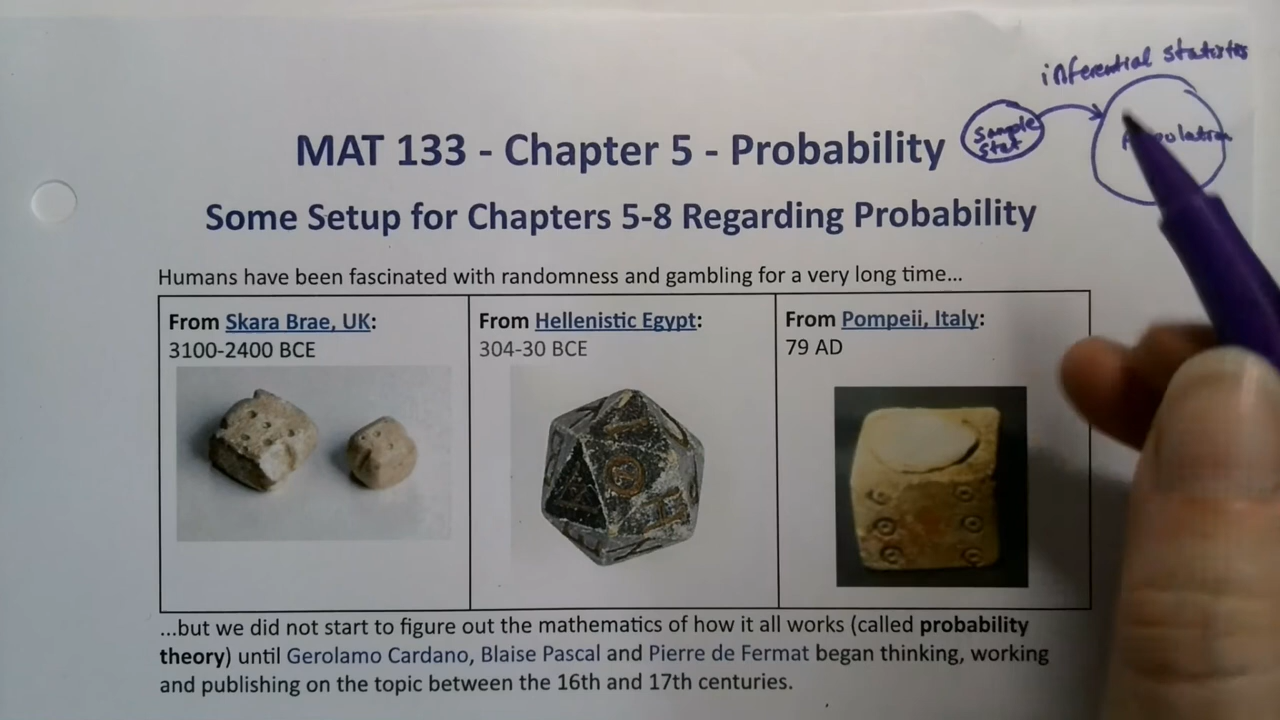 inferential statistics
sample
stat
MAT 133 - Chapter 5 - Probability
Some Setup for Chapters 5-8 Regarding Probability
Humans have been fascinated with randomness and gambling for a very long time...
From Skara Brae, UK:
3100-2400 BCE
From Hellenistic Egypt:
304-30 BCE
From Pompeii, Italy:
79 AD
...but we did not start to figure out the mathematics of how it all works (called probability
theory) until Gerolamo Cardano, Blaise Pascal and Pierre de Fermat began thinking, working
and publishing on the topic between the 16th and 17th centuries.